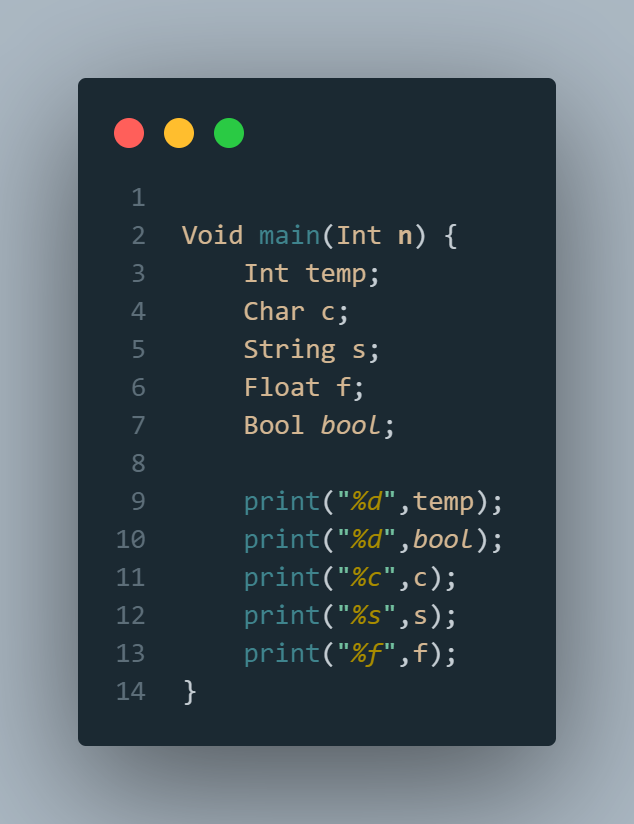 1
2 Void main(Int n) {
3     Int temp;
4     Char c;
5     String s;
6     Float f;
7     Bool bool;
8
9     print("%d",temp);
10     print("%d",bool);
11     print("%c",c);
12     print("%s",s);
13     print("%f",f);
14 }